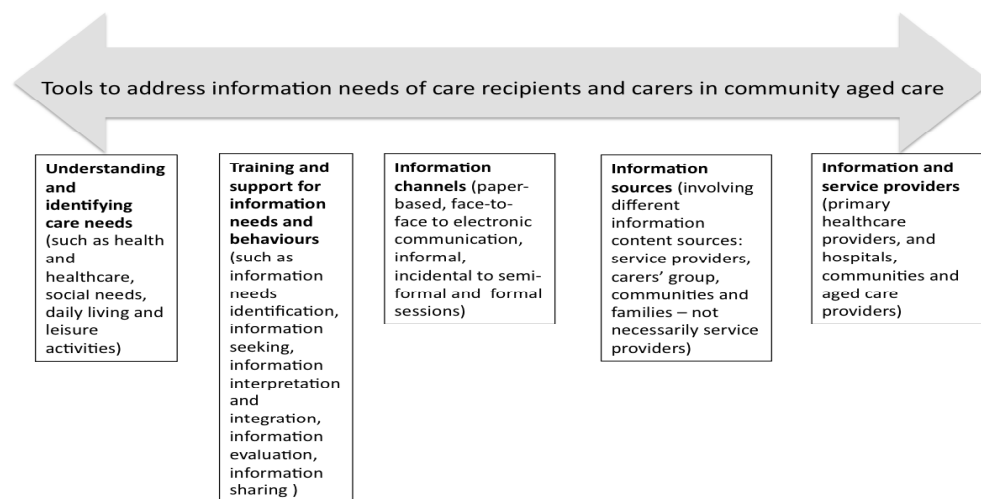 Tools to address information needs of care recipients and carers in community aged care
Understanding
and
identifying
care needs
(such as health
and
healthcare,
social needs,
daily living and
leisure
activities)
Training and
support for
information
needs and
behaviours
(such as
information
needs
identification,
information
seeking,
information
interpretation
and
integration,
information
evaluation,
information
sharing )
Information
channels (paper-
based, face-to-
face to electronic
communication,
informal,
incidental to semi-
formal and formal
sessions)
Information
sources (involving
different
information
content sources:
service providers,
carers’ group,
communities and
families – not
necessarily service
providers)
Information and
service providers
(primary
healthcare
providers, and
hospitals,
communities and
aged care
providers)